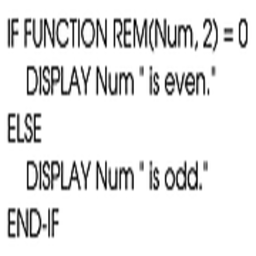 IF FUNCTION REM(Num, 2) = 0
DISPLAY Num " is even."
ELSE
DISPLAY Num " is odd."
END-IF